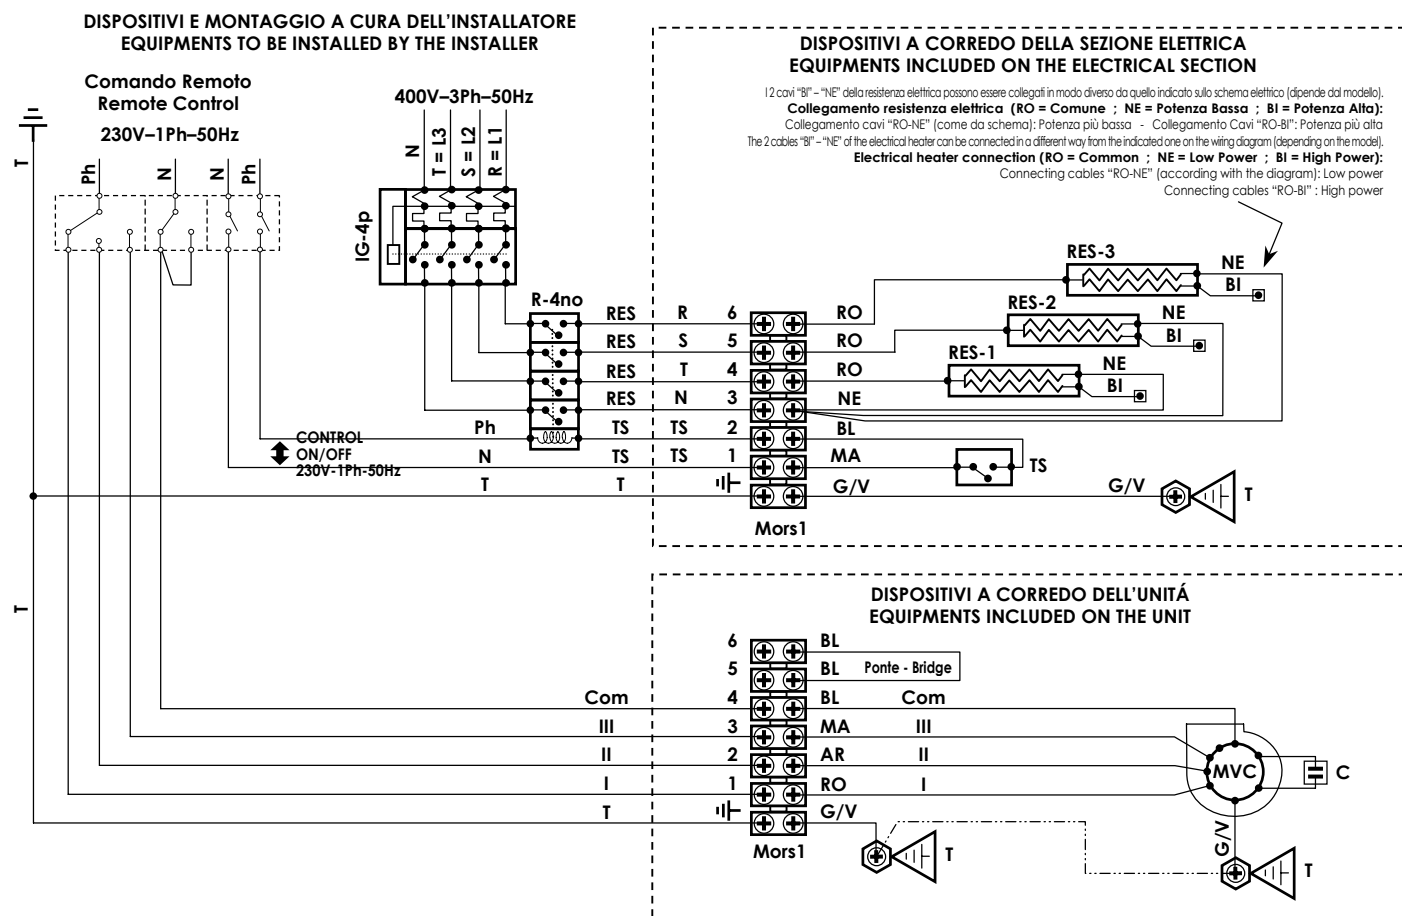 DISPOSITIVI E MONTAGGIO A CURA DELL'INSTALLATORE
EQUIPMENTS TO BE INSTALLED BY THE INSTALLER
Comando Remoto
Remote Control
230V–1Ph–50Hz
400V–3Ph–50Hz
T
Ph
N
N
Ph
N
T = L3
S = L2
R = L1
IG-4p
R-4no
DISPOSITIVI A CORREDO DELLA SEZIONE ELETTRICA
EQUIPMENTS INCLUDED ON THE ELECTRICAL SECTION
I 2 cavi "BI" – "NE" della resistenza elettrica possono essere collegati in modo diverso da quello indicato sullo schema elettrico (dipende dal modello).
Collegamento resistenza elettrica (RO = Comune ; NE = Potenza Bassa ; BI = Potenza Alta):
Collegamento cavi "RO-NE" (come da schema): Potenza più bassa - Collegamento Cavi "RO-BI": Potenza più alta
The 2 cables "BI" – "NE" of the electrical heater can be connected in a different way from the indicated one on the wiring diagram (depending on the model).
Electrical heater connection (RO = Common ; NE = Low Power ; BI = High Power):
Connecting cables "RO-NE" (according with the diagram): Low power
Connecting cables "RO-BI" : High power
RES-3
NE
BI
RES-2
NE
BI
RES-1
NE
BI
RES R 6 RO
RES S 5 RO
RES T 4 RO
RES N 3 NE
Ph TS TS 2 BL
N TS TS 1 MA
T T G/V G/V T
CONTROL
ON/OFF
230V-1Ph-50Hz
TS
Mors1
T
DISPOSITIVI A CORREDO DELL'UNITÁ
EQUIPMENTS INCLUDED ON THE UNIT
6 BL
5 BL Ponte - Bridge
Com 4 BL Com
III 3 MA III
II 2 AR II
I 1 RO I
T G/V
Mors1
MVC
C
G/V
T
T